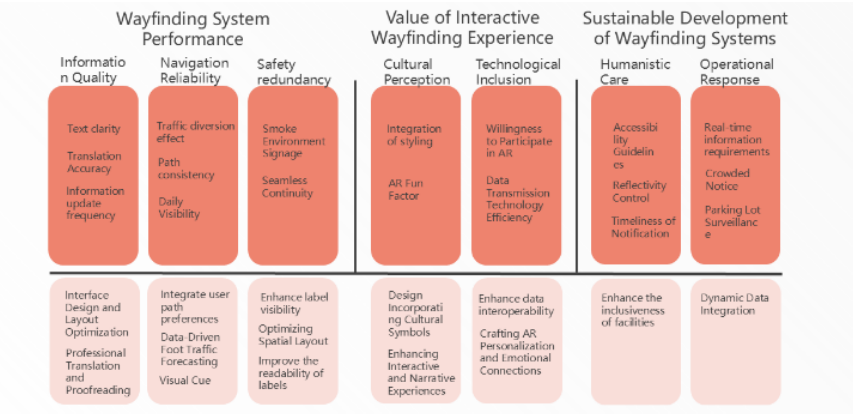 Wayfinding System
Performance
Value of Interactive
Wayfinding Experience
Sustainable Development
of Wayfinding Systems
Informatio
n Quality
Navigation
Reliability
Safety
redundancy
Cultural
Perception
Technological
Inclusion
Humanistic
Care
Operational
Response
Text clarity
Translation
Accuracy
Information
update
frequency
Traffic diversion
effect
Path
consistency
Daily
Visibility
Smoke
Environment
Signage
Seamless
Continuity
Integration
of styling
AR Fun
Factor
Willingness
to Participate
in AR
Data
Transmission
Technology
Efficiency
Accessibi
lity
Guidelin
es
Reflectivity
Control
Timeliness of
Notification
Real-time
information
requirements
Crowded
Notice
Parking Lot
Surveillanc
e
Interface
Design and
Layout
Optimization
Professional
Translation
and
Proofreading
Integrate user
path
preferences
Data-Driven
Foot Traffic
Forecasting
Visual Cue
Enhance label
visibility
Optimizing
Spatial Layout
Improve the
readability of
labels
Design
Incorporati
ng Cultural
Symbols
Enhancing
Interactive
and Narrative
Experiences
Enhance data
interoperability
Crafting AR
Personalization
and Emotional
Connections
Enhance the
inclusiveness
of facilities
Dynamic Data
Integration